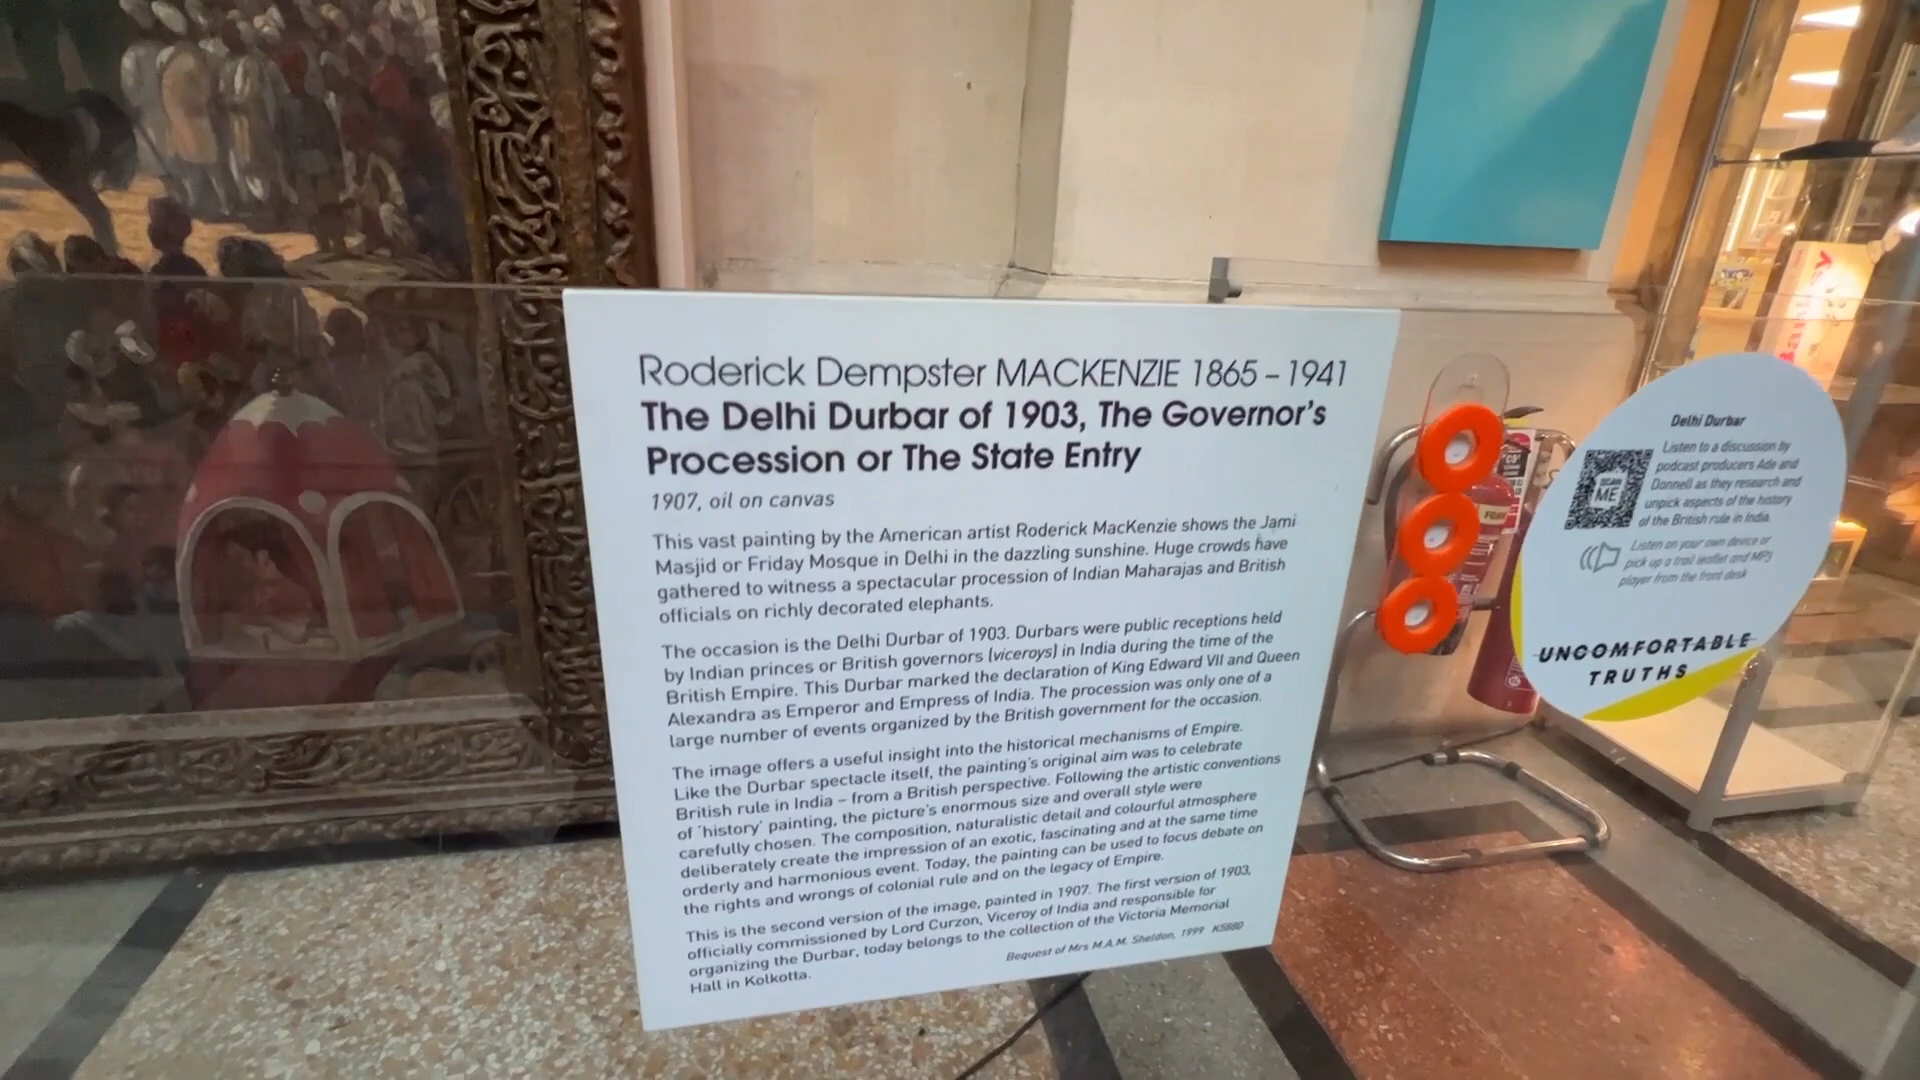 Roderick Dempster MACKENZIE 1865 – 1941
The Delhi Durbar of 1903, The Governor's
Procession or The State Entry
1907, oil on canvas
This vast painting by the American artist Roderick MacKenzie shows the Jami
Masjid or Friday Mosque in Delhi in the dazzling sunshine. Huge crowds have
gathered to witness a spectacular procession of Indian Maharajas and British
officials on richly decorated elephants.
The occasion is the Delhi Durbar of 1903. Durbars were public receptions held
by Indian princes or British governors (viceroys) in India during the time of the
British Empire. This Durbar marked the declaration of King Edward VII and Queen
Alexandra as Emperor and Empress of India. The procession was only one of a
large number of events organized by the British government for the occasion.
The image offers a useful insight into the historical mechanisms of Empire.
Like the Durbar spectacle itself, the painting's original aim was to celebrate
British rule in India – from a British perspective. Following the artistic conventions
of 'history' painting, the picture's enormous size and overall style were
carefully chosen. The composition, naturalistic detail and colourful atmosphere
deliberately create the impression of an exotic, fascinating and at the same time
orderly and harmonious event. Today, the painting can be used to focus debate on
the rights and wrongs of colonial rule and on the legacy of Empire.
This is the second version of the image, painted in 1907. The first version of 1903,
officially commissioned by Lord Curzon, Viceroy of India and responsible for
organizing the Durbar, today belongs to the collection of the Victoria Memorial
Hall in Kolkotta.
Bequest of Mrs M.A.M. Sheldon, 1999 K5880
Delhi Durbar
Listen to a discussion by
podcast producers Ade and
Donnell as they research and
unpick aspects of the history
of the British rule in India.
SCAN
ME
Listen on your own device or
pick up a trail leaflet and MP3
player from the front desk
UNCOMFORTABLE
TRUTHS